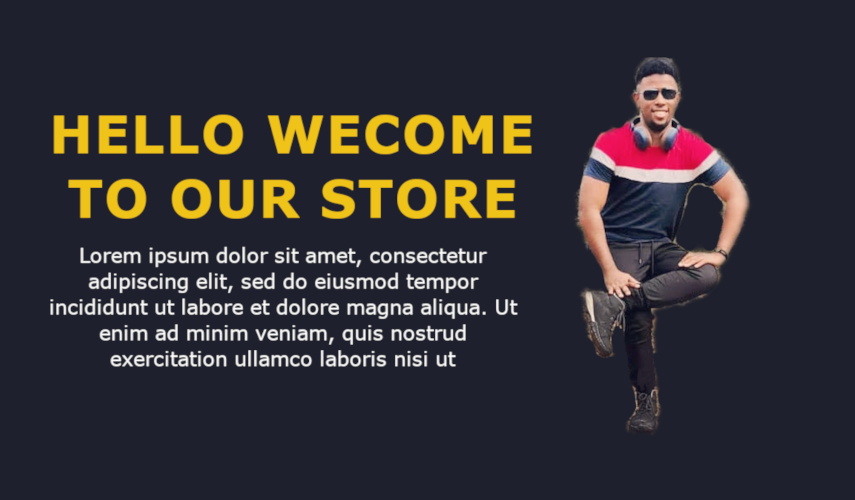 HELLO WECOME
TO OUR STORE
Lorem ipsum dolor sit amet, consectetur
adipiscing elit, sed do eiusmod tempor
incididunt ut labore et dolore magna aliqua. Ut
enim ad minim veniam, quis nostrud
exercitation ullamco laboris nisi ut